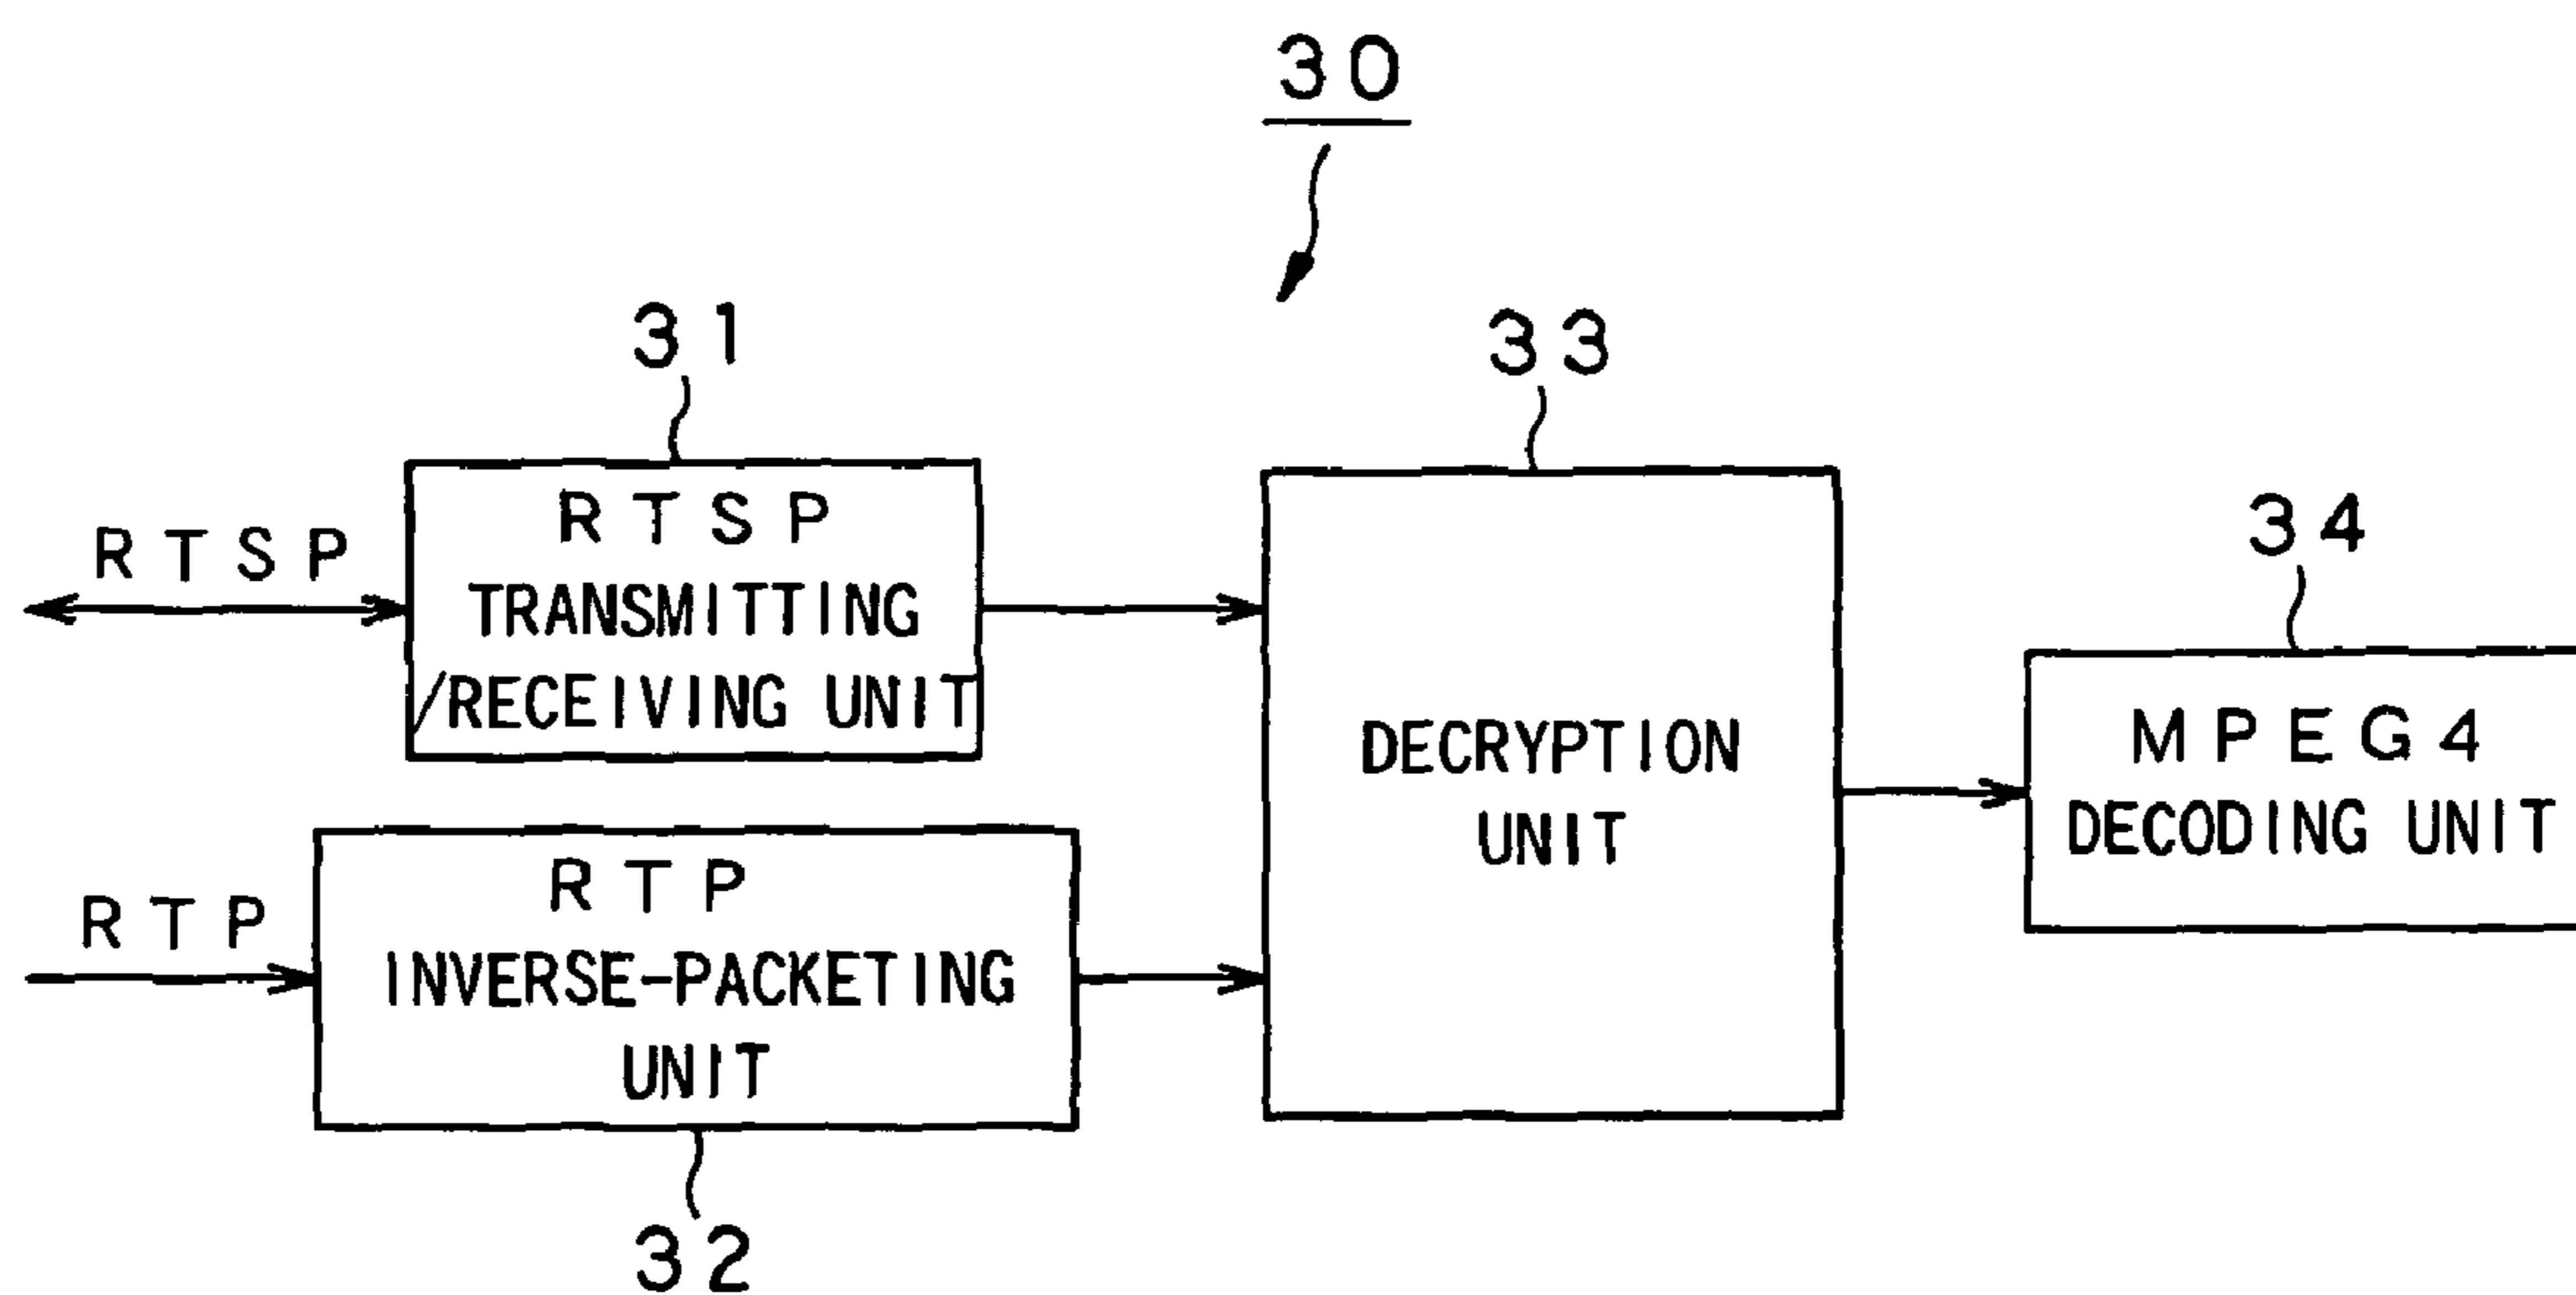 30
31
33
34
RTSP
RTSP
TRANSMITTING
/RECEIVING UNIT
DECRYPTION
UNIT
MPEG4
DECODING UNIT
RTP
RTP
INVERSE-PACKETING
UNIT
32